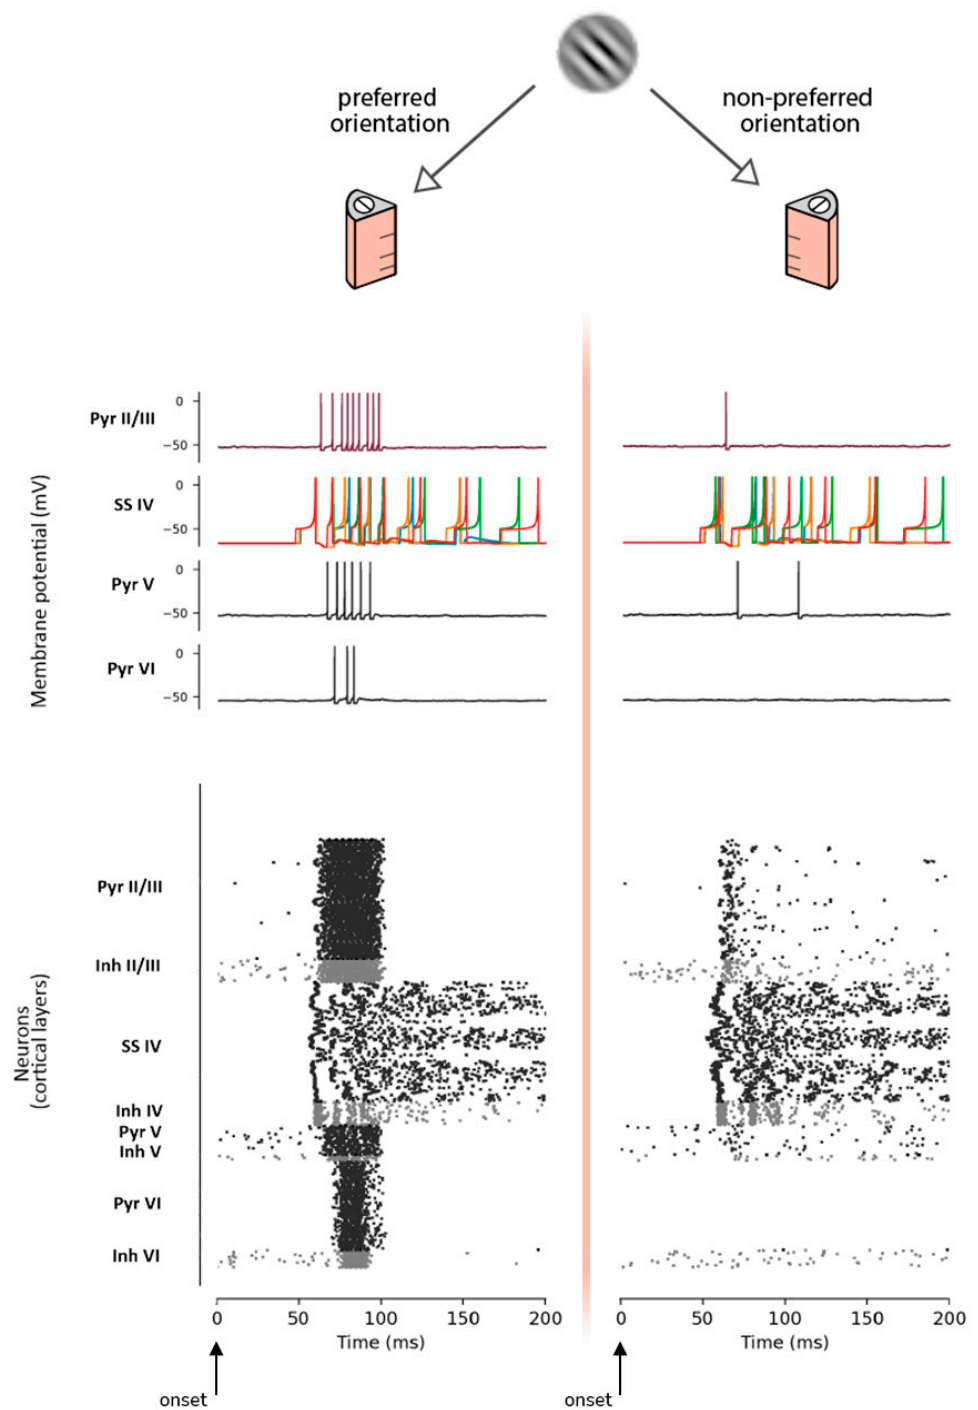 preferred
orientation
non-preferred
orientation
Membrane potential (mV)
Pyr II/III
0
−50
SS IV
0
−50
Pyr V
0
−50
Pyr VI
0
−50
Neurons
(cortical layers)
Pyr II/III
Inh II/III
SS IV
Inh IV
Pyr V
Inh V
Pyr VI
Inh VI
0 50 100 150 200
Time (ms)
onset
0 50 100 150 200
Time (ms)
onset